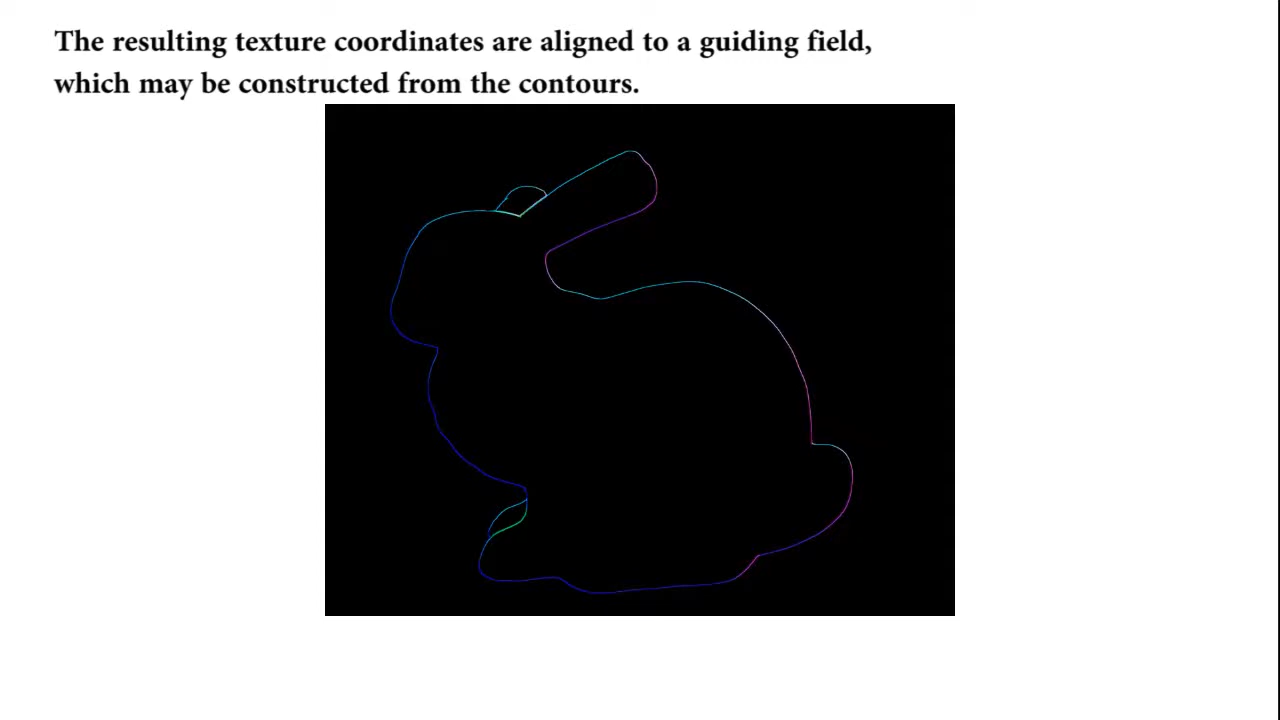 The resulting texture coordinates are aligned to a guiding field,
which may be constructed from the contours.